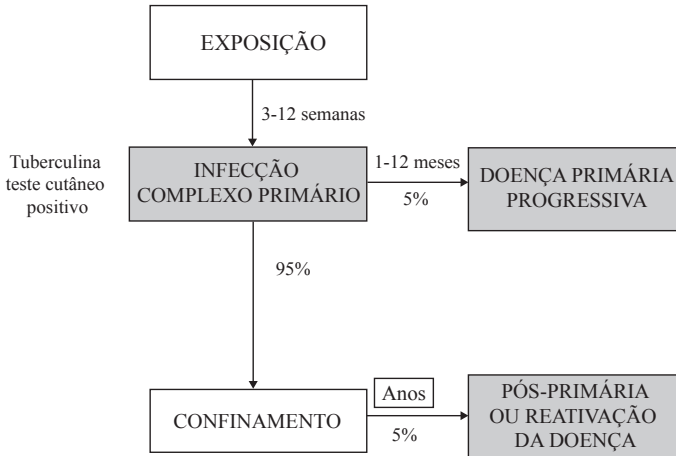 EXPOSIÇÃO
3-12 semanas
Tuberculina
teste cutâneo
positivo
INFECÇÃO
COMPLEXO PRIMÁRIO
1-12 meses
5%
DOENÇA PRIMÁRIA
PROGRESSIVA
95%
CONFINAMENTO
Anos
5%
PÓS-PRIMÁRIA
OU REATIVAÇÃO
DA DOENÇA